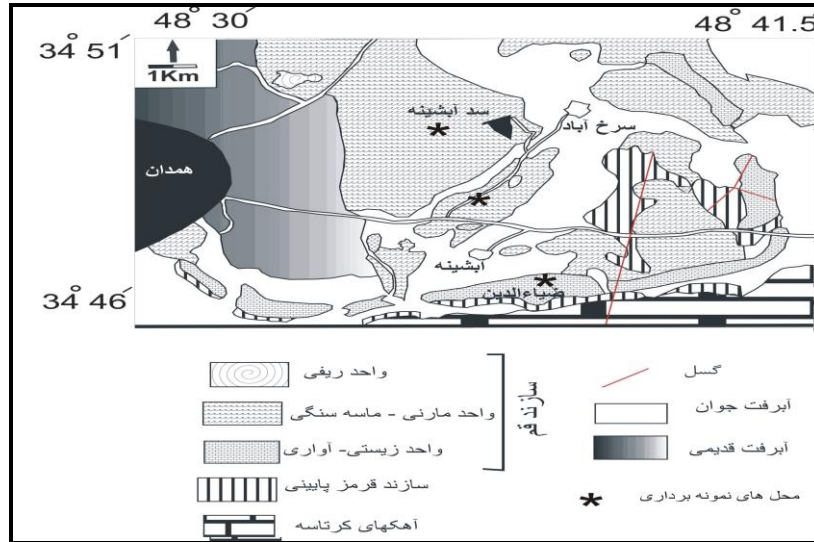 48° 30´
48° 41.5
34° 51´
1Km
سد آبشینه
سرخ آباد
همدان
آبشینه
34° 46´
ضیاءالدین
واحد ریفی
گسل
واحد مارنی - ماسه سنگی
سازند قم
آبرفت جوان
واحد زیستی- آواری
آبرفت قدیمی
سازند قرمز پایینی
محل های نمونه برداری
آهکهای کرتاسه